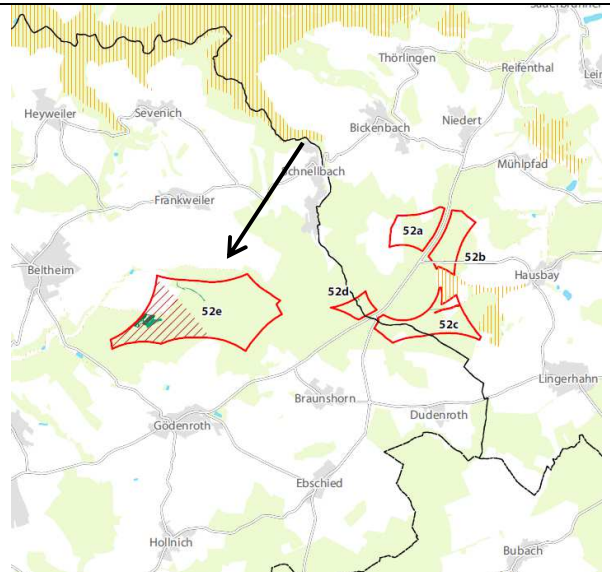 Thörlingen
Reifenthal
Heyweiler
Sevenich
Bickenbach
Niedert
Mühlpfad
Schnellbach
Frankweiler
52a
52b
Beltheim
Hausbay
52d
52e
52c
Lingerhahn
Braunshorn
Dudenroth
Gödenroth
Ebschied
Hollnich
Bubach